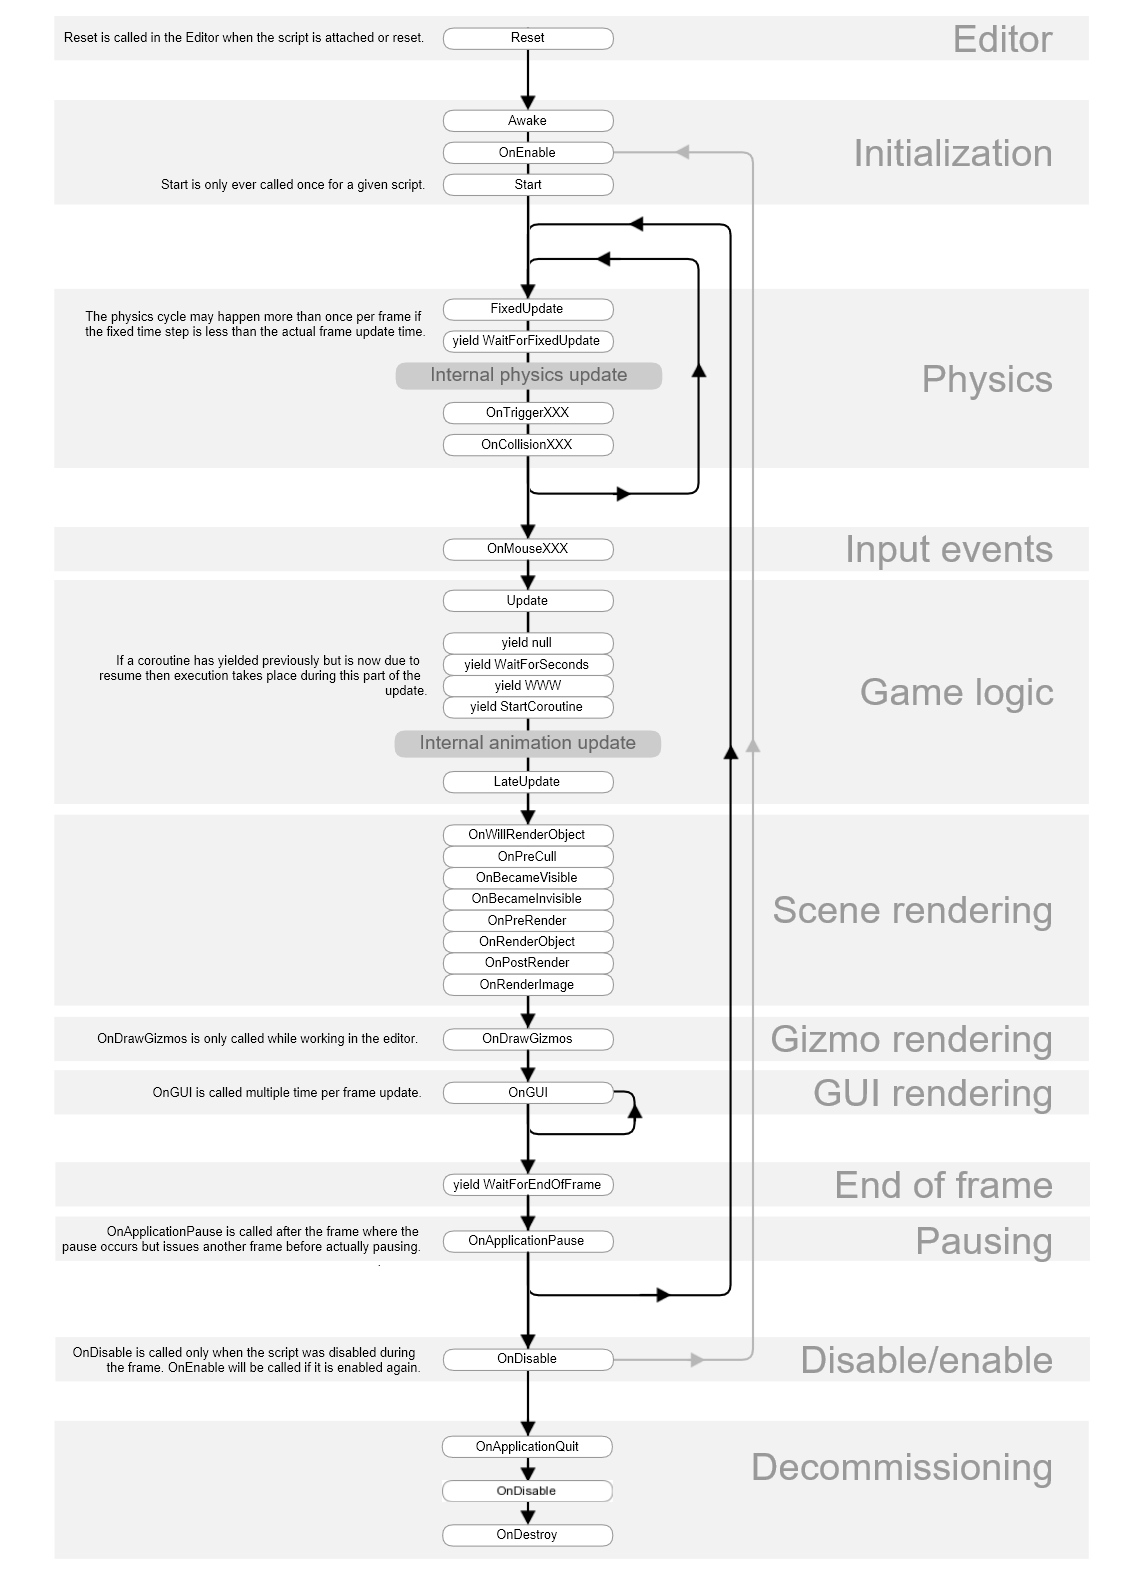 Reset is called in the Editor when the script is attached or reset.
Reset
Editor
Awake
OnEnable
Initialization
Start is only ever called once for a given script.
Start
FixedUpdate
The physics cycle may happen more than once per frame if
the fixed time step is less than the actual frame update time.
yield WaitForFixedUpdate
Internal physics update
Physics
OnTriggerXXX
OnCollisionXXX
OnMouseXXX
Input events
Update
yield null
If a coroutine has yielded previously but is now due to
resume then execution takes place during this part of the
update.
yield WaitForSeconds
yield WWW
yield StartCoroutine
Game logic
Internal animation update
LateUpdate
OnWillRenderObject
OnPreCull
OnBecameVisible
OnBecameInvisible
OnPreRender
OnRenderObject
OnPostRender
OnRenderImage
Scene rendering
OnDrawGizmos is only called while working in the editor.
OnDrawGizmos
Gizmo rendering
OnGUI is called multiple time per frame update.
OnGUI
GUI rendering
yield WaitForEndOfFrame
End of frame
OnApplicationPause is called after the frame where the
pause occurs but issues another frame before actually pausing.
.
OnApplicationPause
Pausing
OnDisable is called only when the script was disabled during
the frame. OnEnable will be called if it is enabled again.
OnDisable
Disable/enable
OnApplicationQuit
Decommissioning
OnDisable
OnDestroy